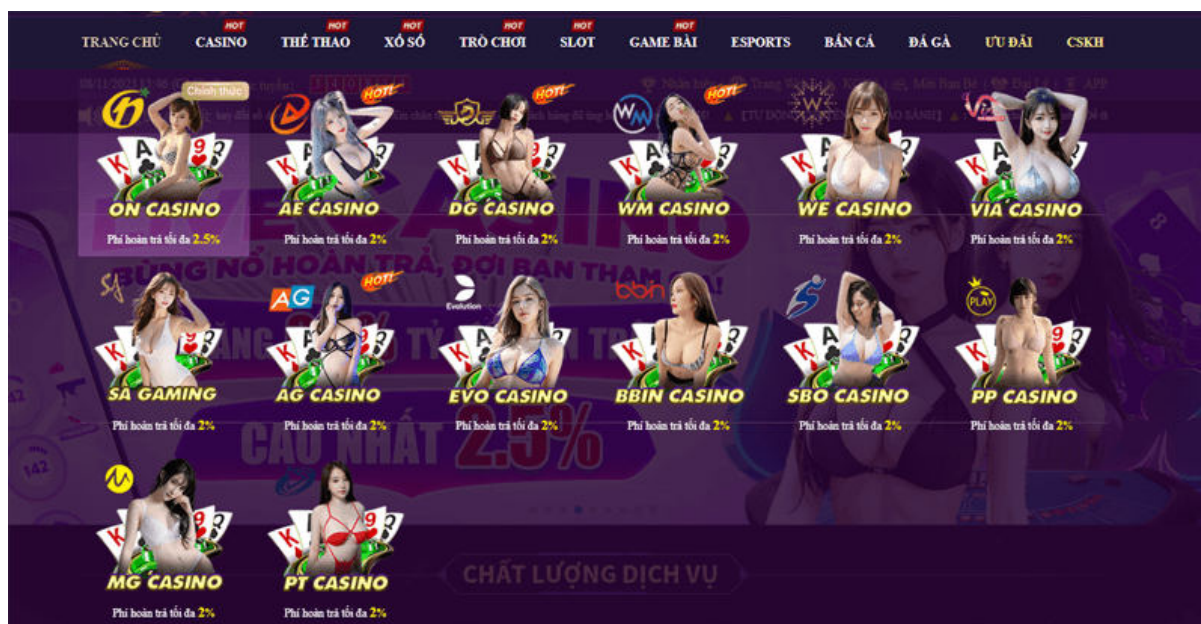 HOT HOT HOT HOT HOT HOT
TRANG CHỦ CASINO THỂ THAO XỔ SỐ TRÒ CHƠI SLOT GAME BÀI ESPORTS BẮN CÁ ĐÁ GÀ ƯU ĐÃI CSKH
Chính thức HOT! HOT! HOT!
K A 9 Q
ON CASINO AE CASINO DG CASINO WM CASINO WE CASINO VIA CASINO
Phí hoàn trả tối đa 2.5% Phí hoàn trả tối đa 2% Phí hoàn trả tối đa 2% Phí hoàn trả tối đa 2% Phí hoàn trả tối đa 2% Phí hoàn trả tối đa 2%
BÙNG NỔ HOÀN TRẢ, ĐỢI BẠN THAM GIA!
SA AG HOT! Evolution bbin PLAY
SA GAMING AG CASINO EVO CASINO BBIN CASINO SBO CASINO PP CASINO
Phí hoàn trả tối đa 2% Phí hoàn trả tối đa 2% Phí hoàn trả tối đa 2% Phí hoàn trả tối đa 2% Phí hoàn trả tối đa 2% Phí hoàn trả tối đa 2%
CAO NHẤT 2.5%
142
MG CASINO PT CASINO
CHẤT LƯỢNG DỊCH VỤ
Phí hoàn trả tối đa 2% Phí hoàn trả tối đa 2%